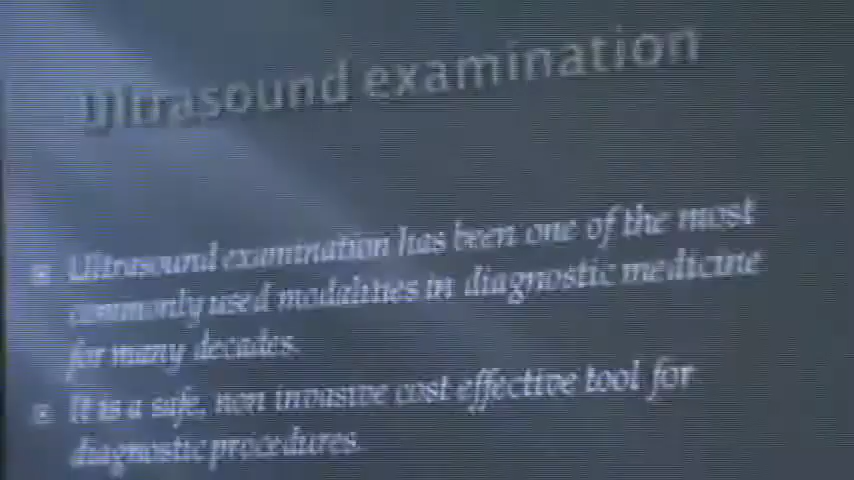 Ultrasound examination
Ultrasound examination has been one of the most
commonly used modalities in diagnostic medicine
for many decades.
It is a safe, non invasive cost effective tool for
diagnostic procedures.